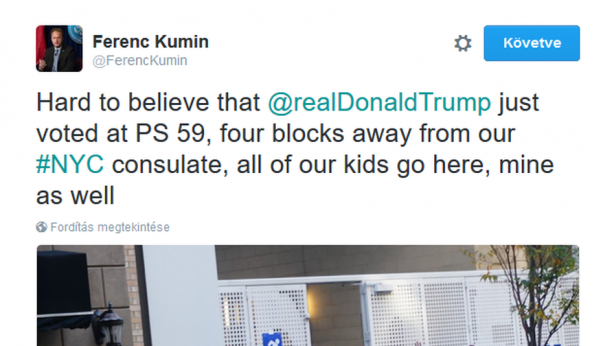 Ferenc Kumin
@FerencKumin
Követve
Hard to believe that @realDonaldTrump just
voted at PS 59, four blocks away from our
#NYC consulate, all of our kids go here, mine
as well
Fordítás megtekintése